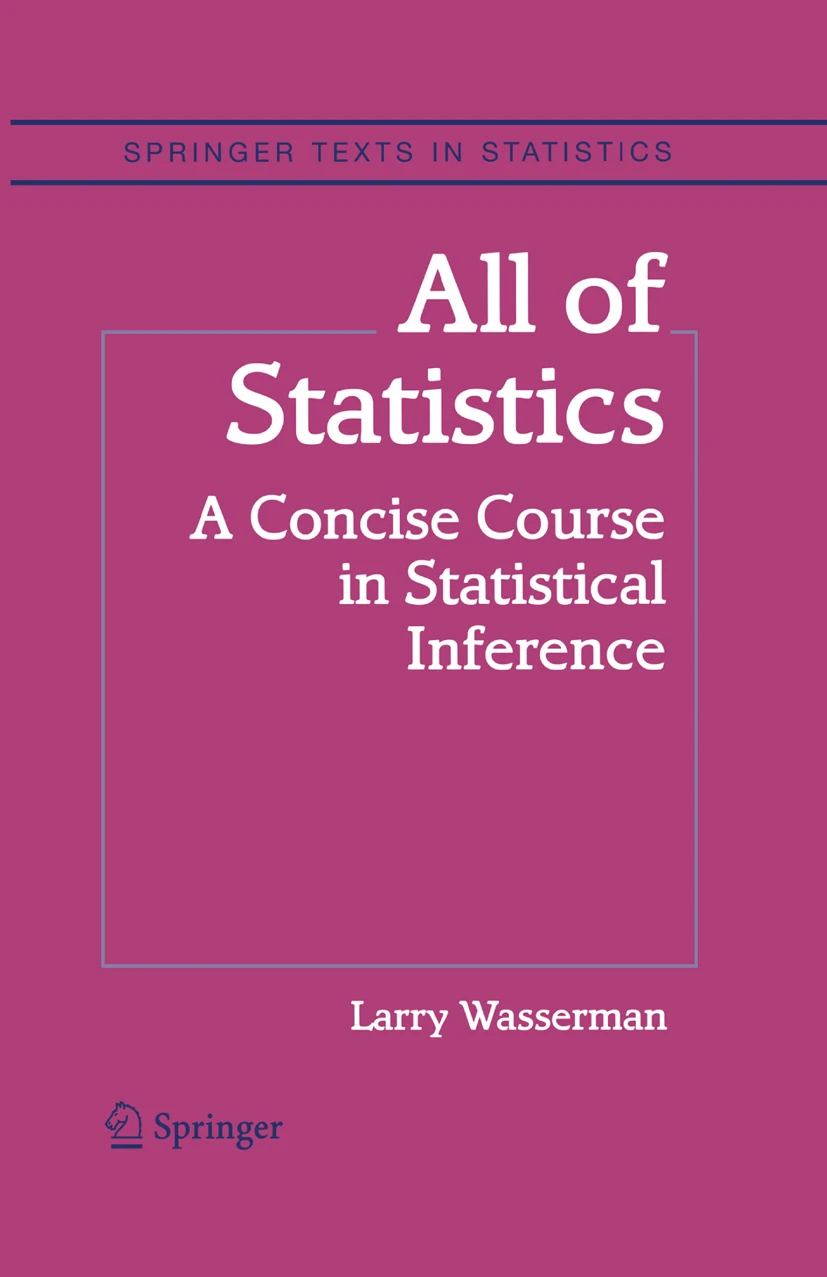 SPRINGER TEXTS IN STATISTICS
All of
Statistics
A Concise Course
in Statistical
Inference
Larry Wasserman
Springer